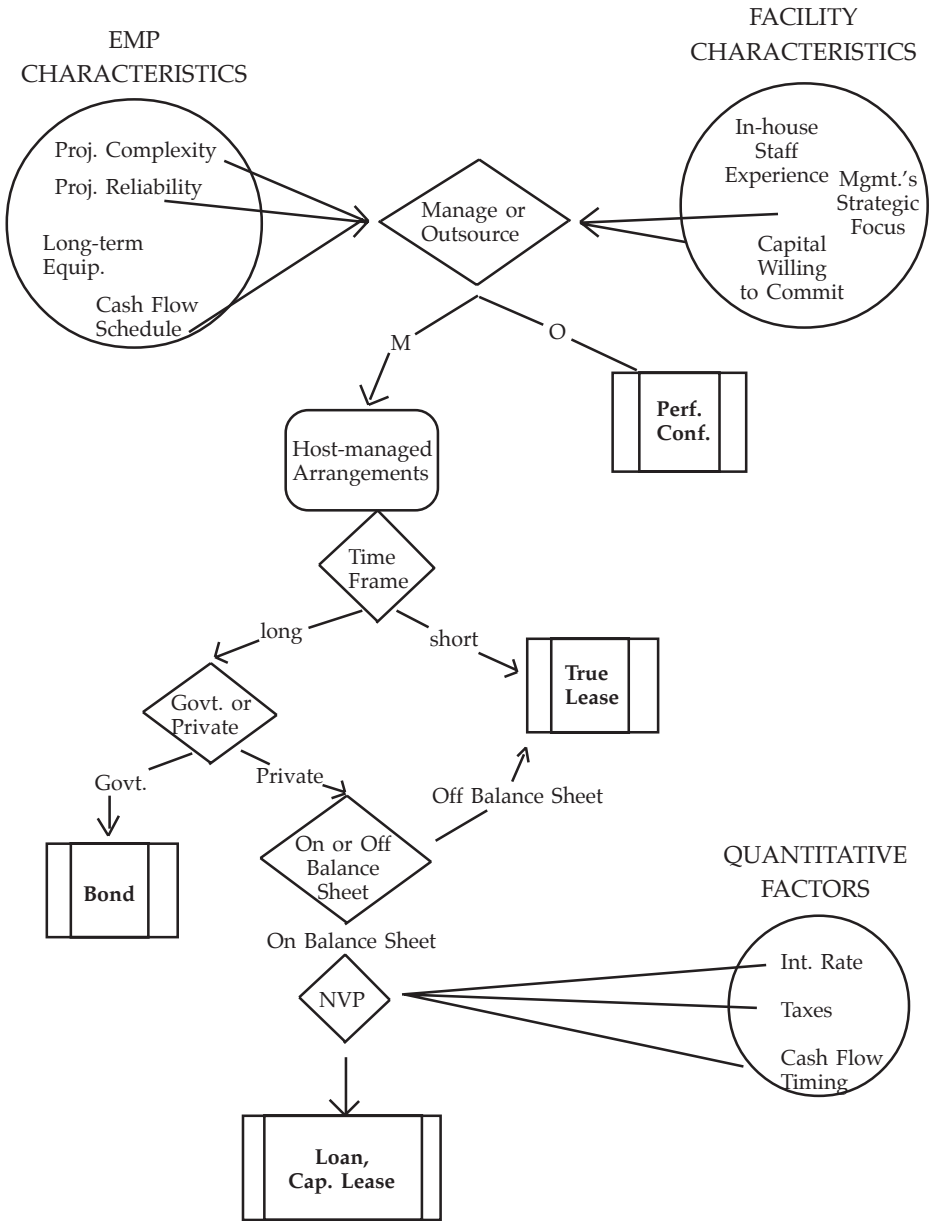 EMP
CHARACTERISTICS
FACILITY
CHARACTERISTICS
Proj. Complexity
Proj. Reliability
Long-term
Equip.
Cash Flow
Schedule
Manage or
Outsource
In-house
Staff
Experience
Mgmt.'s
Strategic
Focus
Capital
Willing
to Commit
M
O
Perf.
Conf.
Host-managed
Arrangements
Time
Frame
long
short
True
Lease
Govt. or
Private
Govt.
Private
Off Balance Sheet
Bond
On or Off
Balance
Sheet
On Balance Sheet
QUANTITATIVE
FACTORS
NVP
Int. Rate
Taxes
Cash Flow
Timing
Loan,
Cap. Lease